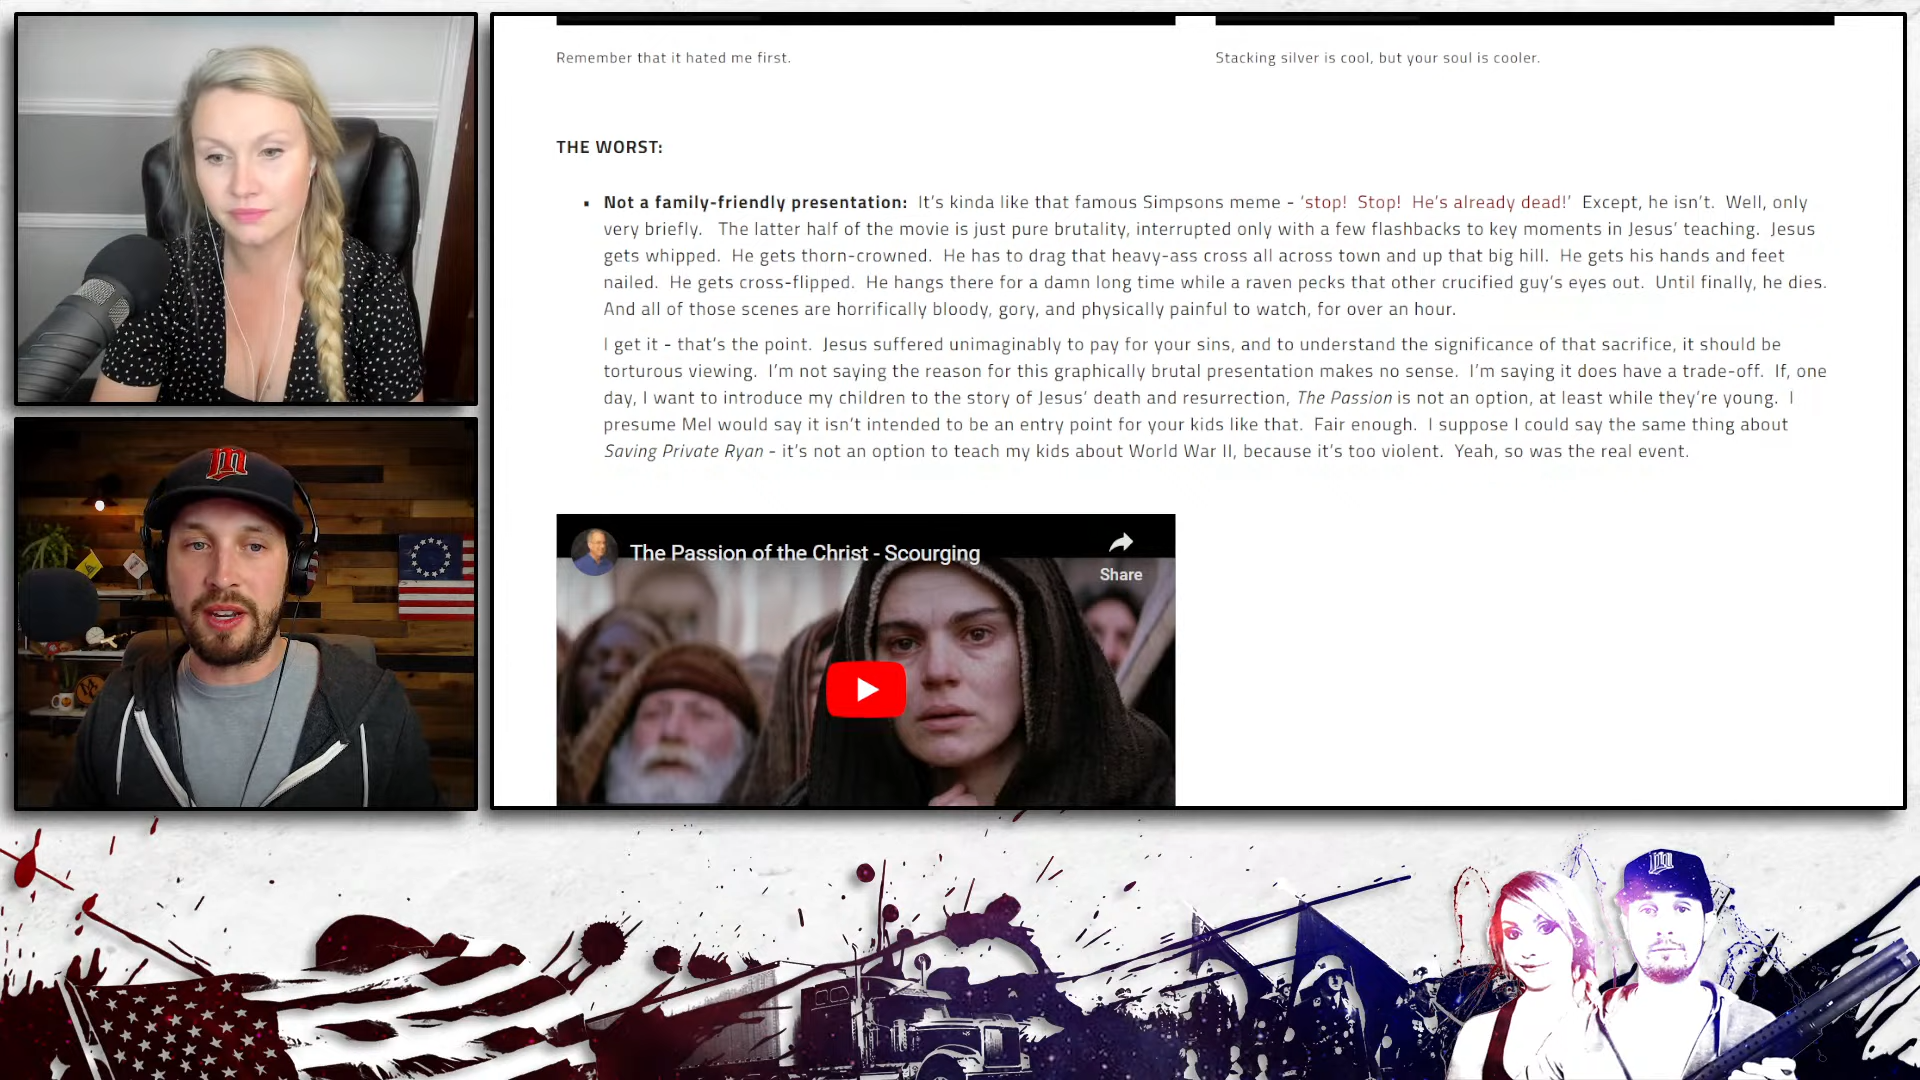 Remember that it hated me first.
Stacking silver is cool, but your soul is cooler.
THE WORST:
▪ Not a family-friendly presentation:  It’s kinda like that famous Simpsons meme - ‘stop!  Stop!  He’s already dead!’  Except, he isn’t.  Well, only
very briefly.   The latter half of the movie is just pure brutality, interrupted only with a few flashbacks to key moments in Jesus’ teaching.  Jesus
gets whipped.  He gets thorn-crowned.  He has to drag that heavy-ass cross all across town and up that big hill.  He gets his hands and feet
nailed.  He gets cross-flipped.  He hangs there for a damn long time while a raven pecks that other crucified guy’s eyes out.  Until finally, he dies.
And all of those scenes are horrifically bloody, gory, and physically painful to watch, for over an hour.
I get it - that’s the point.  Jesus suffered unimaginably to pay for your sins, and to understand the significance of that sacrifice, it should be
torturous viewing.  I’m not saying the reason for this graphically brutal presentation makes no sense.  I’m saying it does have a trade-off.  If, one
day, I want to introduce my children to the story of Jesus’ death and resurrection, The Passion is not an option, at least while they’re young.  I
presume Mel would say it isn’t intended to be an entry point for your kids like that.  Fair enough.  I suppose I could say the same thing about
Saving Private Ryan - it’s not an option to teach my kids about World War II, because it’s too violent.  Yeah, so was the real event.
The Passion of the Christ - Scourging
Share